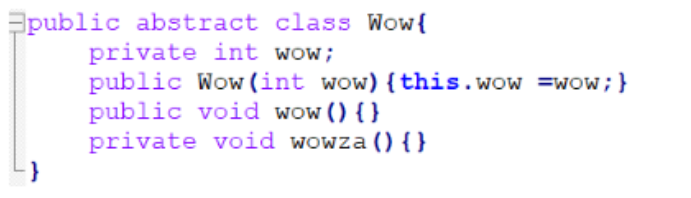 public abstract class Wow{
private int wow;
public Wow(int wow){this.wow =wow;}
public void wow(){}
private void wowza(){}
}